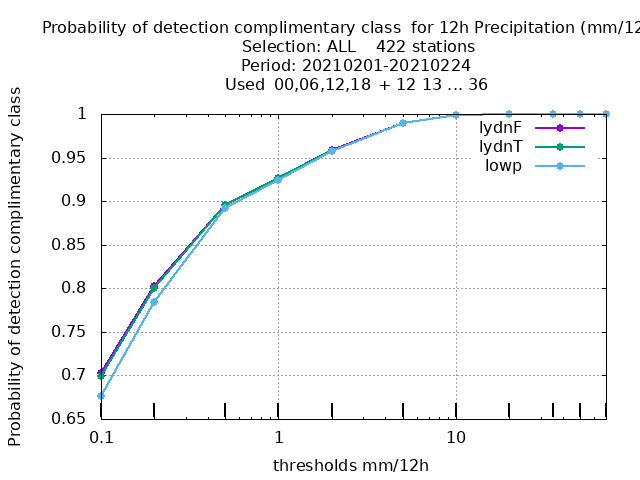 Probability of detection complimentary class  for 12h Precipitation (mm/12
Selection: ALL    422 stations
Period: 20210201-20210224
Used  00,06,12,18  + 12 13 ... 36
Probability of detection complimentary class
1
0.95
0.9
0.85
0.8
0.75
0.7
0.65
lydnF
lydnT
lowp
0.1
1
10
thresholds mm/12h